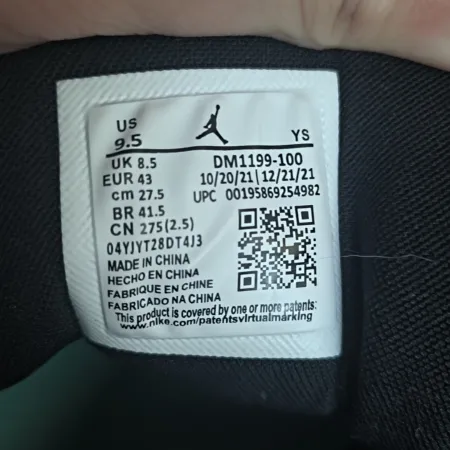 US
9.5 YS
UK 8.5 DM1199-100
EUR 43 10/20/21| 12/21/21
cm 27.5 UPC 00195869254982
BR 41.5
CN 275(2.5)
04YJYT28DT4J3
MADE IN CHINA
HECHO EN CHINA
FABRIQUE EN CHINE
FABRICADO NA CHINA
This product is covered by one or more patents:
www.nike.com/patentsvirtualmarking